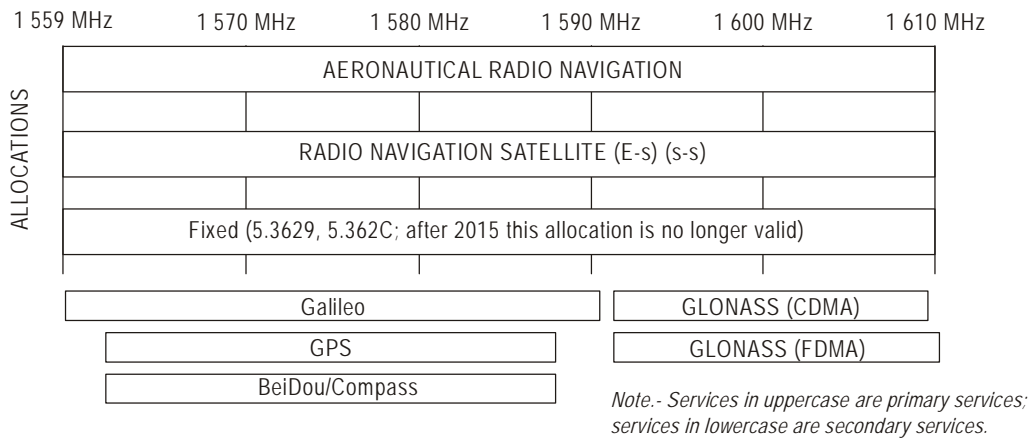 1 559 MHz 1 570 MHz 1 580 MHz 1 590 MHz 1 600 MHz 1 610 MHz
ALLOCATIONS
AERONAUTICAL RADIO NAVIGATION
RADIO NAVIGATION SATELLITE (E-s) (s-s)
Fixed (5.3629, 5.362C; after 2015 this allocation is no longer valid)
Galileo GLONASS (CDMA)
GPS GLONASS (FDMA)
BeiDou/Compass
Note.- Services in uppercase are primary services;
services in lowercase are secondary services.